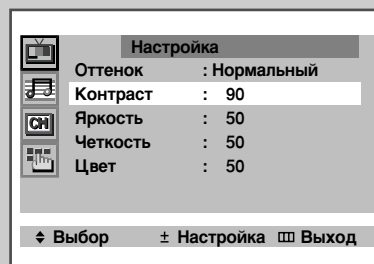 Настройка
Оттенок : Нормальный
Контраст : 90
CH Яркость : 50
Четкость : 50
Цвет : 50
Выбор ± Настройка Выход